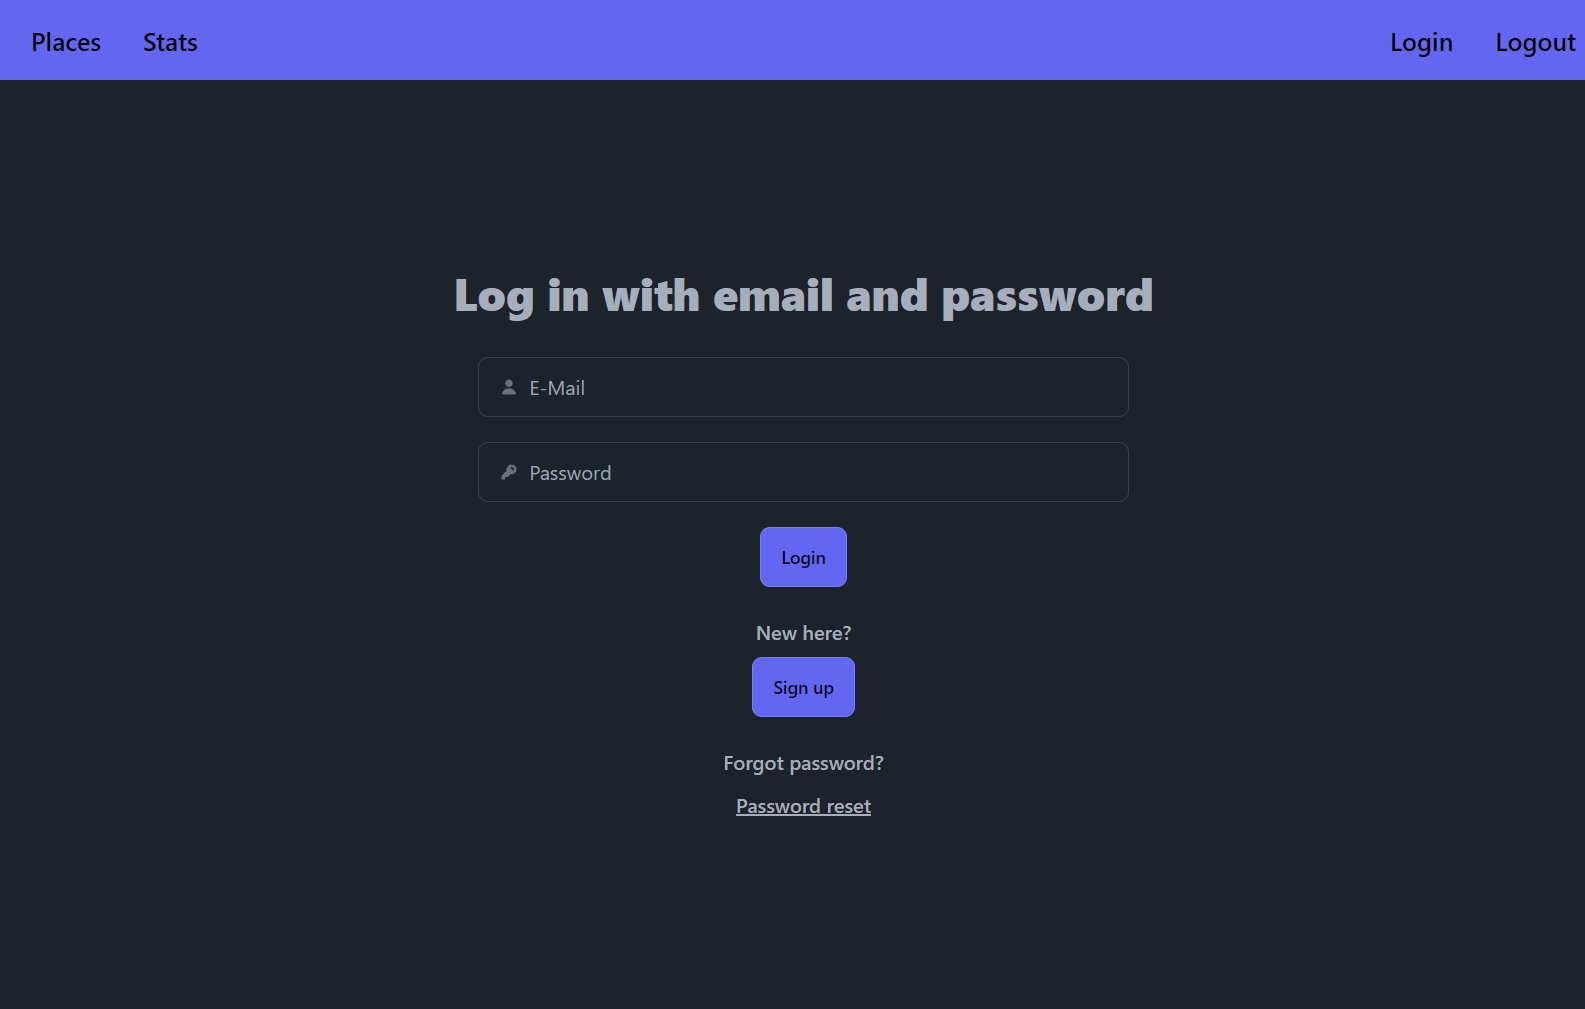 Places Stats Login Logout
Log in with email and password
E-Mail
Password
Login
New here?
Sign up
Forgot password?
Password reset